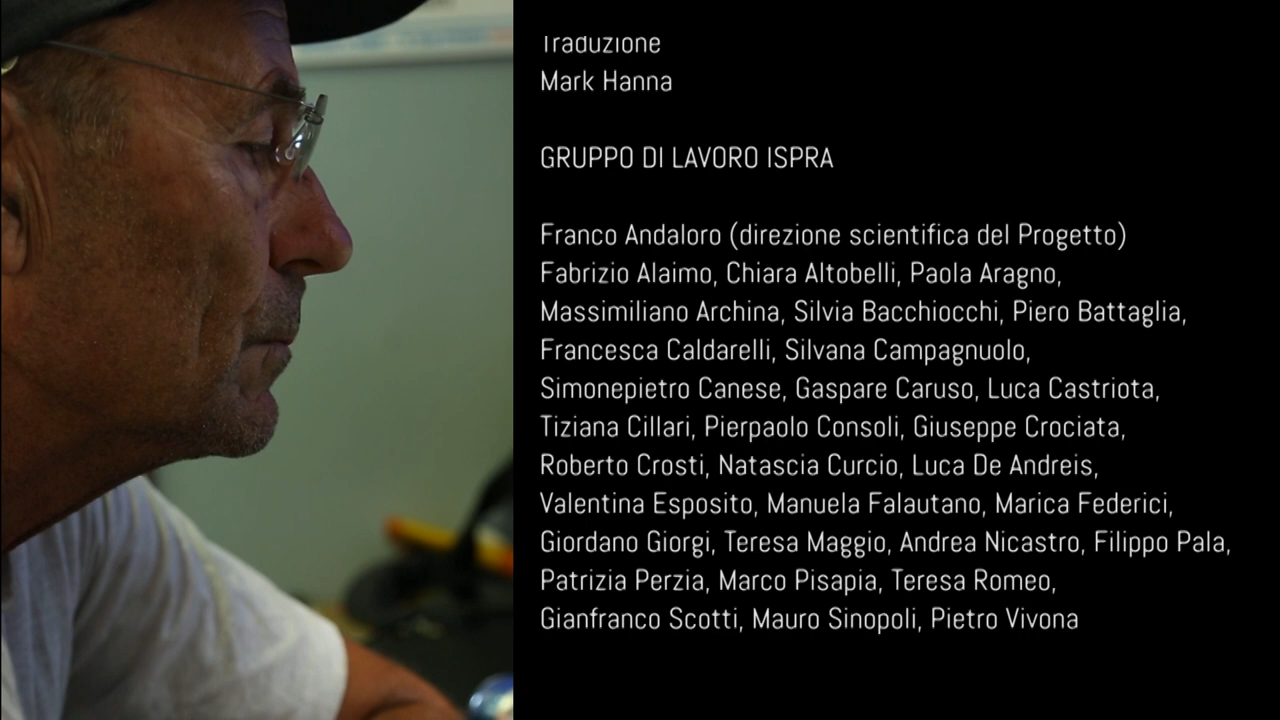 Traduzione
Mark Hanna
GRUPPO DI LAVORO ISPRA
Franco Andaloro (direzione scientifica del Progetto)
Fabrizio Alaimo, Chiara Altobelli, Paola Aragno,
Massimiliano Archina, Silvia Bacchiocchi, Piero Battaglia,
Francesca Caldarelli, Silvana Campagnuolo,
Simonepietro Canese, Gaspare Caruso, Luca Castriota,
Tiziana Cillari, Pierpaolo Consoli, Giuseppe Crociata,
Roberto Crosti, Natascia Curcio, Luca De Andreis,
Valentina Esposito, Manuela Falautano, Marica Federici,
Giordano Giorgi, Teresa Maggio, Andrea Nicastro, Filippo Pala,
Patrizia Perzia, Marco Pisapia, Teresa Romeo,
Gianfranco Scotti, Mauro Sinopoli, Pietro Vivona